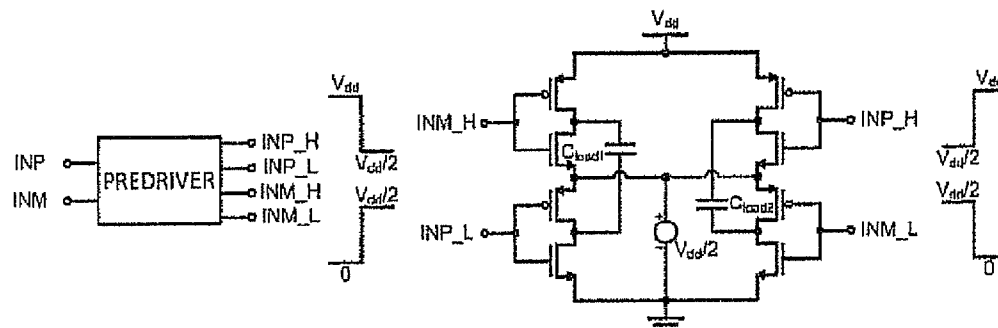 INP
INM
PREDRIVER
INP_H
INP_L
INM_H
INM_L
Vdd
Vdd/2
Vdd/2
0
Vdd
INM_H
Cload1
INP_H
INP_L
Cload2
Vdd/2
INM_L
Vdd
Vdd/2
Vdd/2
0